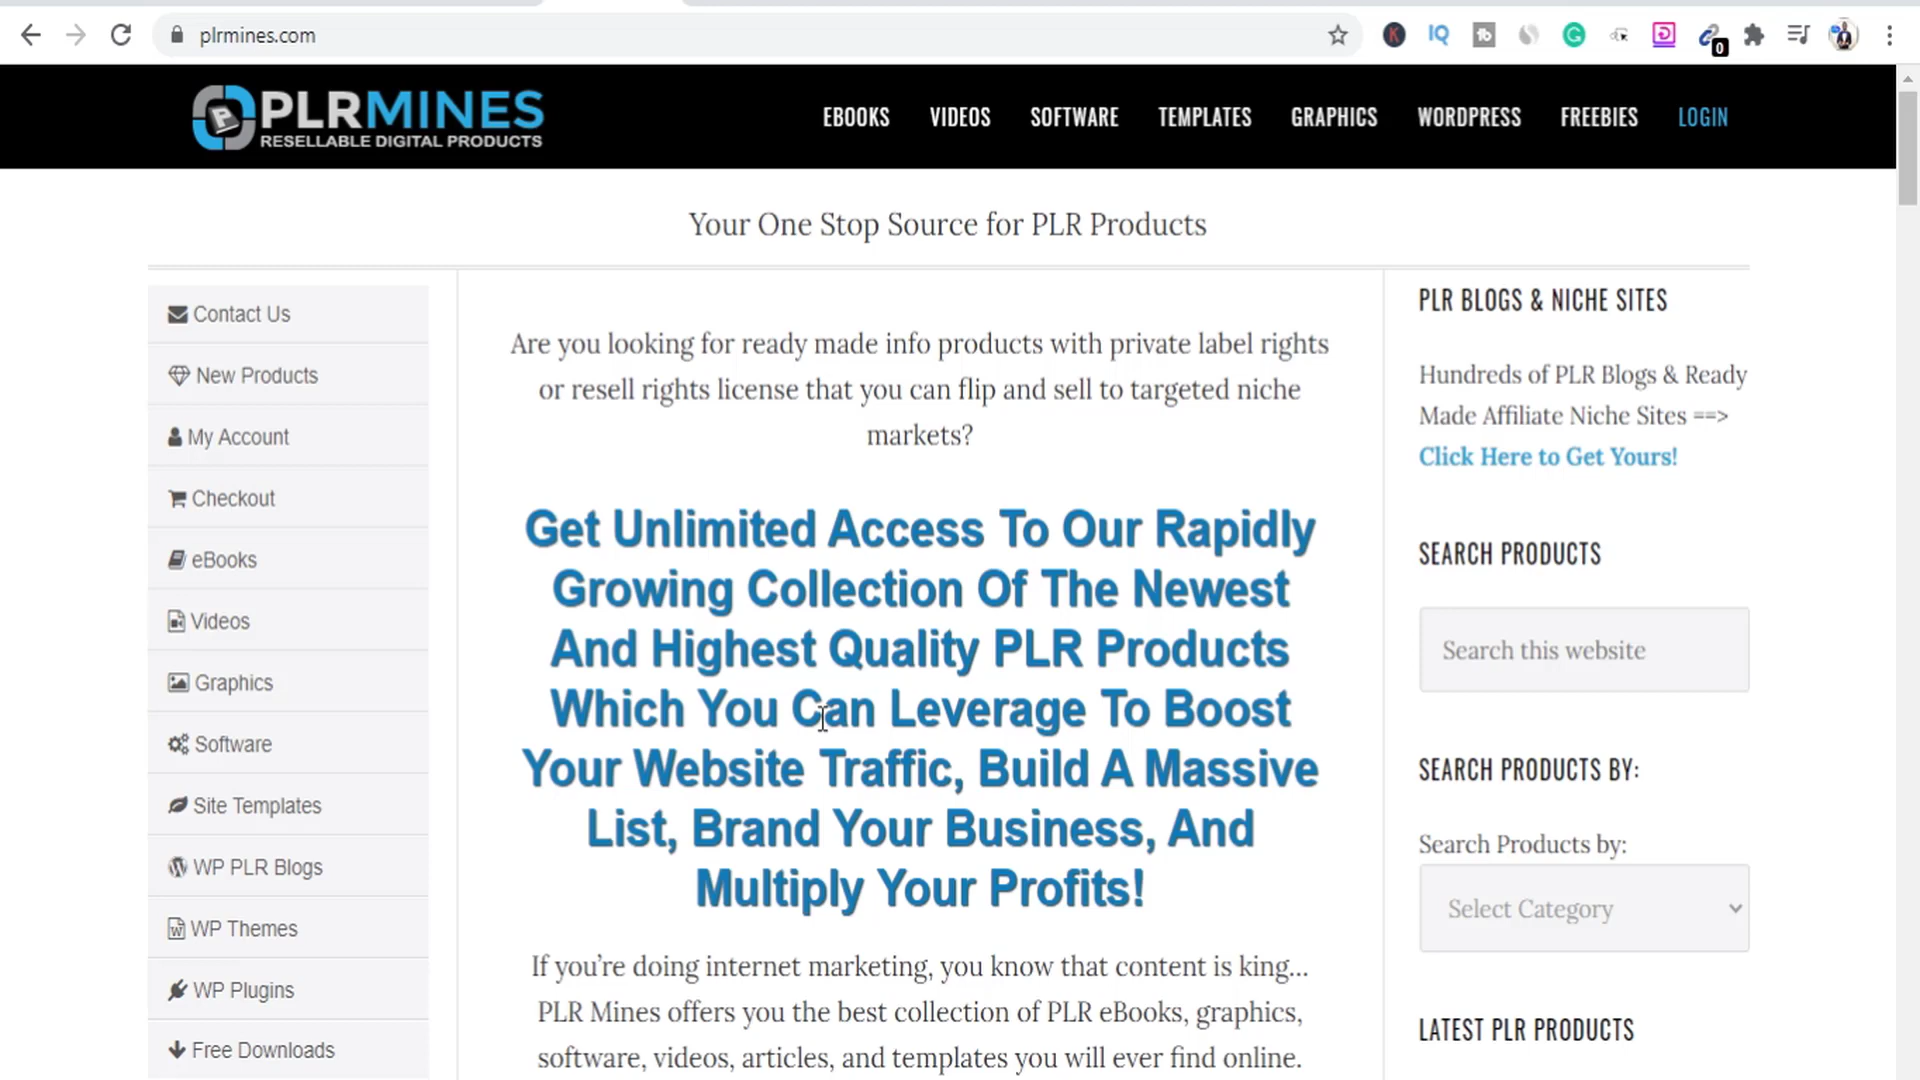 plrmines.com
K IQ tb G 0
PLRMINES
RESELLABLE DIGITAL PRODUCTS
EBOOKS VIDEOS SOFTWARE TEMPLATES GRAPHICS WORDPRESS FREEBIES LOGIN
Your One Stop Source for PLR Products
Contact Us
New Products
My Account
Checkout
eBooks
Videos
Graphics
Software
Site Templates
WP PLR Blogs
WP Themes
WP Plugins
Free Downloads
Are you looking for ready made info products with private label rights
or resell rights license that you can flip and sell to targeted niche
markets?
Get Unlimited Access To Our Rapidly
Growing Collection Of The Newest
And Highest Quality PLR Products
Which You Can Leverage To Boost
Your Website Traffic, Build A Massive
List, Brand Your Business, And
Multiply Your Profits!
If you’re doing internet marketing, you know that content is king...
PLR Mines offers you the best collection of PLR eBooks, graphics,
software, videos, articles, and templates you will ever find online.
PLR BLOGS & NICHE SITES
Hundreds of PLR Blogs & Ready
Made Affiliate Niche Sites ==>
Click Here to Get Yours!
SEARCH PRODUCTS
Search this website
SEARCH PRODUCTS BY:
Search Products by:
Select Category
LATEST PLR PRODUCTS